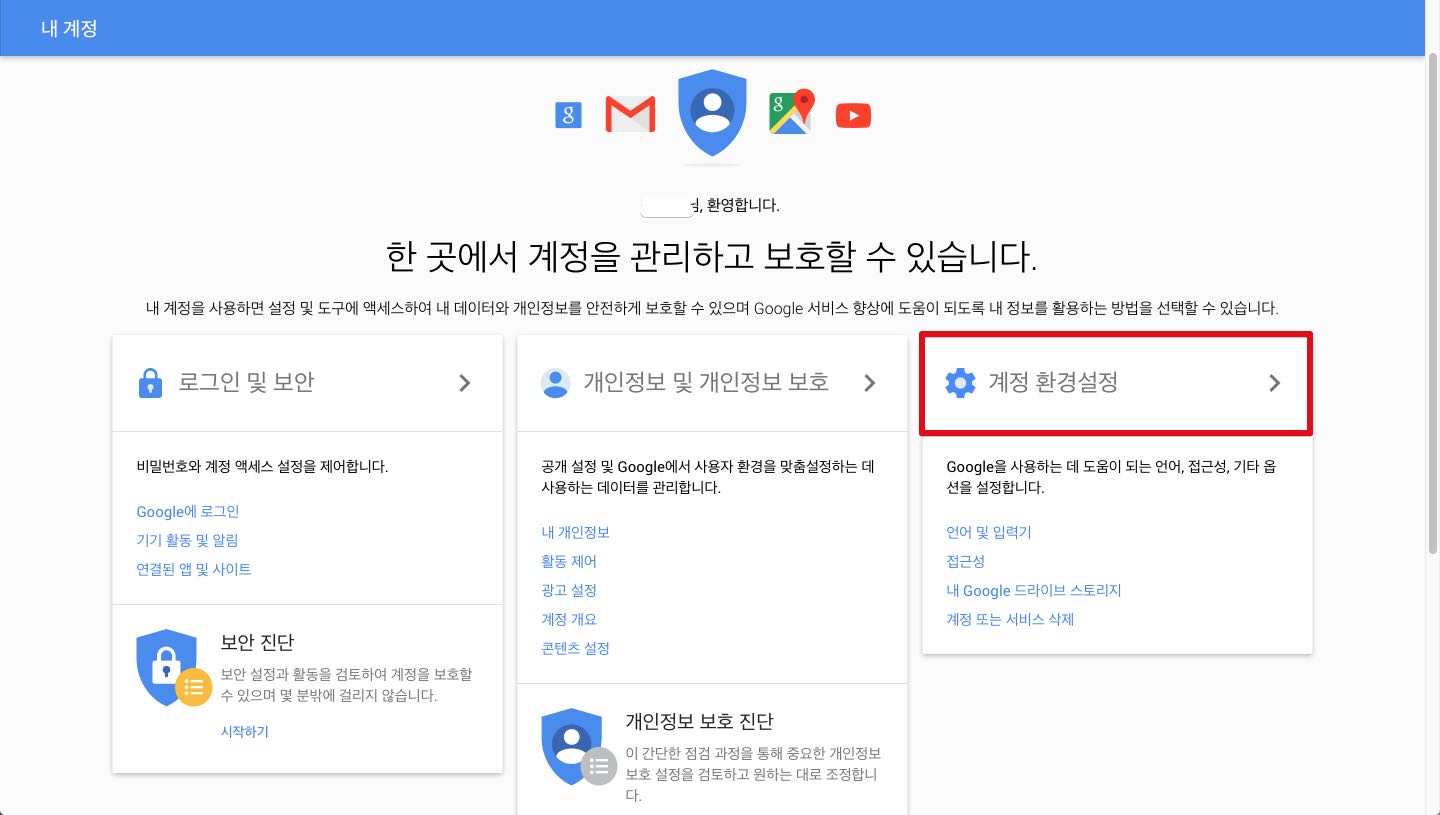 내 계정
님, 환영합니다.
한 곳에서 계정을 관리하고 보호할 수 있습니다.
내 계정을 사용하면 설정 및 도구에 액세스하여 내 데이터와 개인정보를 안전하게 보호할 수 있으며 Google 서비스 향상에 도움이 되도록 내 정보를 활용하는 방법을 선택할 수 있습니다.
로그인 및 보안
비밀번호와 계정 액세스 설정을 제어합니다.
Google에 로그인
기기 활동 및 알림
연결된 앱 및 사이트
보안 진단
보안 설정과 활동을 검토하여 계정을 보호할
수 있으며 몇 분밖에 걸리지 않습니다.
시작하기
개인정보 및 개인정보 보호
공개 설정 및 Google에서 사용자 환경을 맞춤설정하는 데
사용하는 데이터를 관리합니다.
내 개인정보
활동 제어
광고 설정
계정 개요
콘텐츠 설정
개인정보 보호 진단
이 간단한 점검 과정을 통해 중요한 개인정보
보호 설정을 검토하고 원하는 대로 조정합니
다.
계정 환경설정
Google을 사용하는 데 도움이 되는 언어, 접근성, 기타 옵
션을 설정합니다.
언어 및 입력기
접근성
내 Google 드라이브 스토리지
계정 또는 서비스 삭제